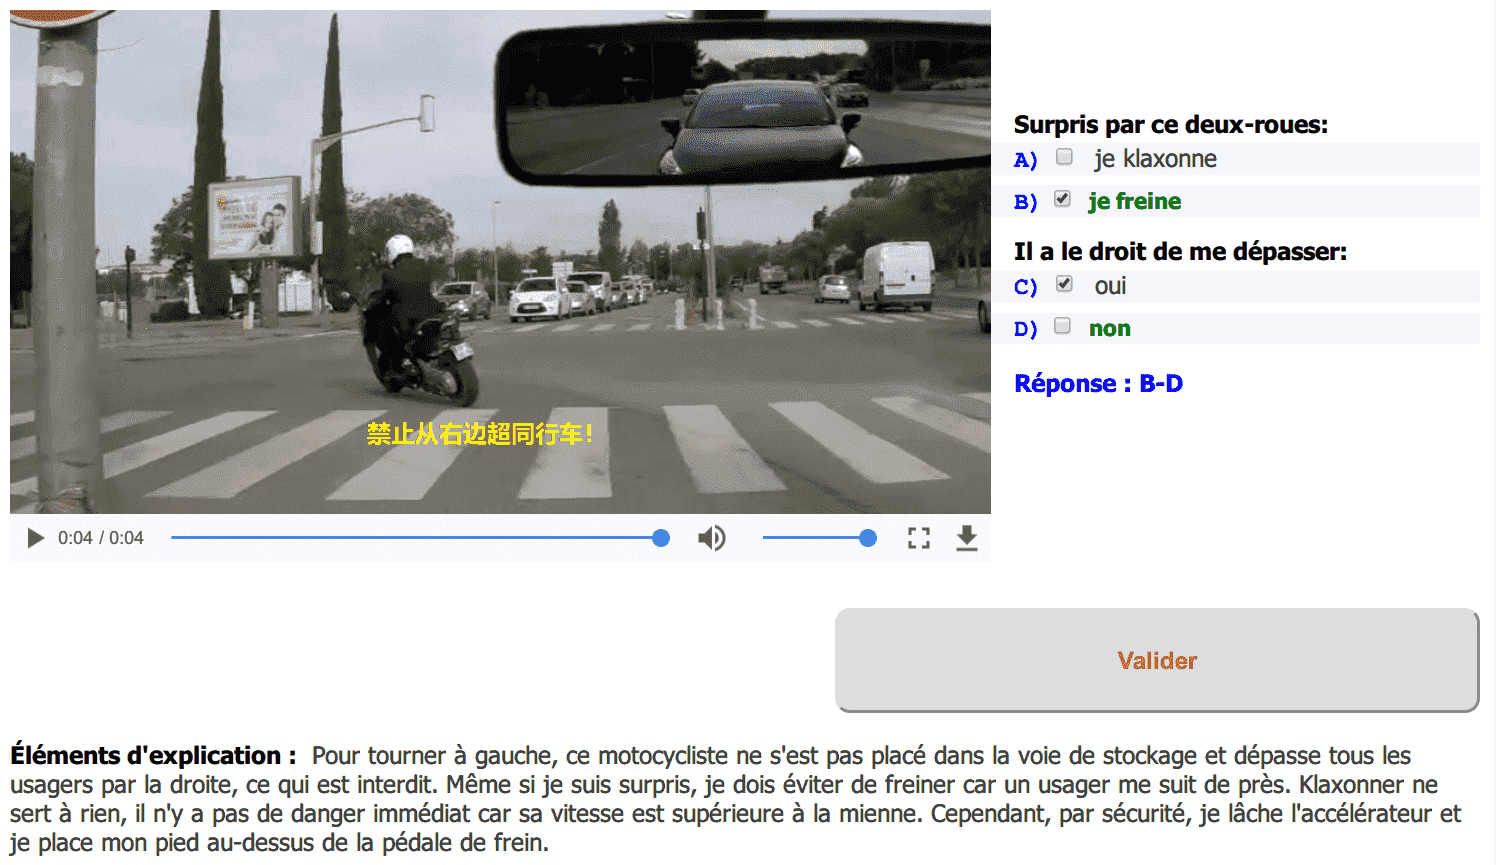 禁止从右边超同行车!
0:04 / 0:04
Surpris par ce deux-roues:
A) je klaxonne
B) je freine
Il a le droit de me dépasser:
C) oui
D) non
Réponse : B-D
Valider
Éléments d'explication : Pour tourner à gauche, ce motocycliste ne s'est pas placé dans la voie de stockage et dépasse tous les
usagers par la droite, ce qui est interdit. Même si je suis surpris, je dois éviter de freiner car un usager me suit de près. Klaxonner ne
sert à rien, il n'y a pas de danger immédiat car sa vitesse est supérieure à la mienne. Cependant, par sécurité, je lâche l'accélérateur et
je place mon pied au-dessus de la pédale de frein.